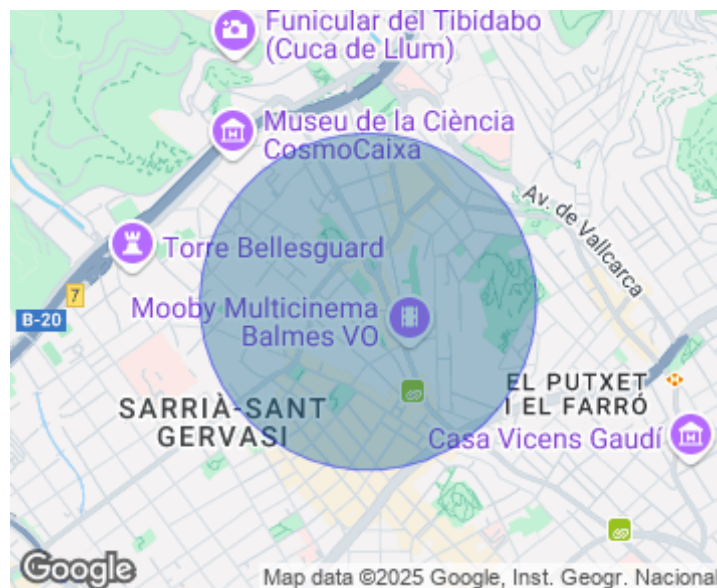 Funicular del Tibidabo
(Cuca de Llum)
Museu de la Ciència
CosmoCaixa
Av. de Vallcarca
Torre Bellesguard
7
B-20
Mooby Multicinema
Balmes VO
EL PUTXET
I EL FARRÓ
SARRIÀ-SANT
GERVASI
Casa Vicens Gaudí
Google
Map data ©2025 Google, Inst. Geogr. Nacional